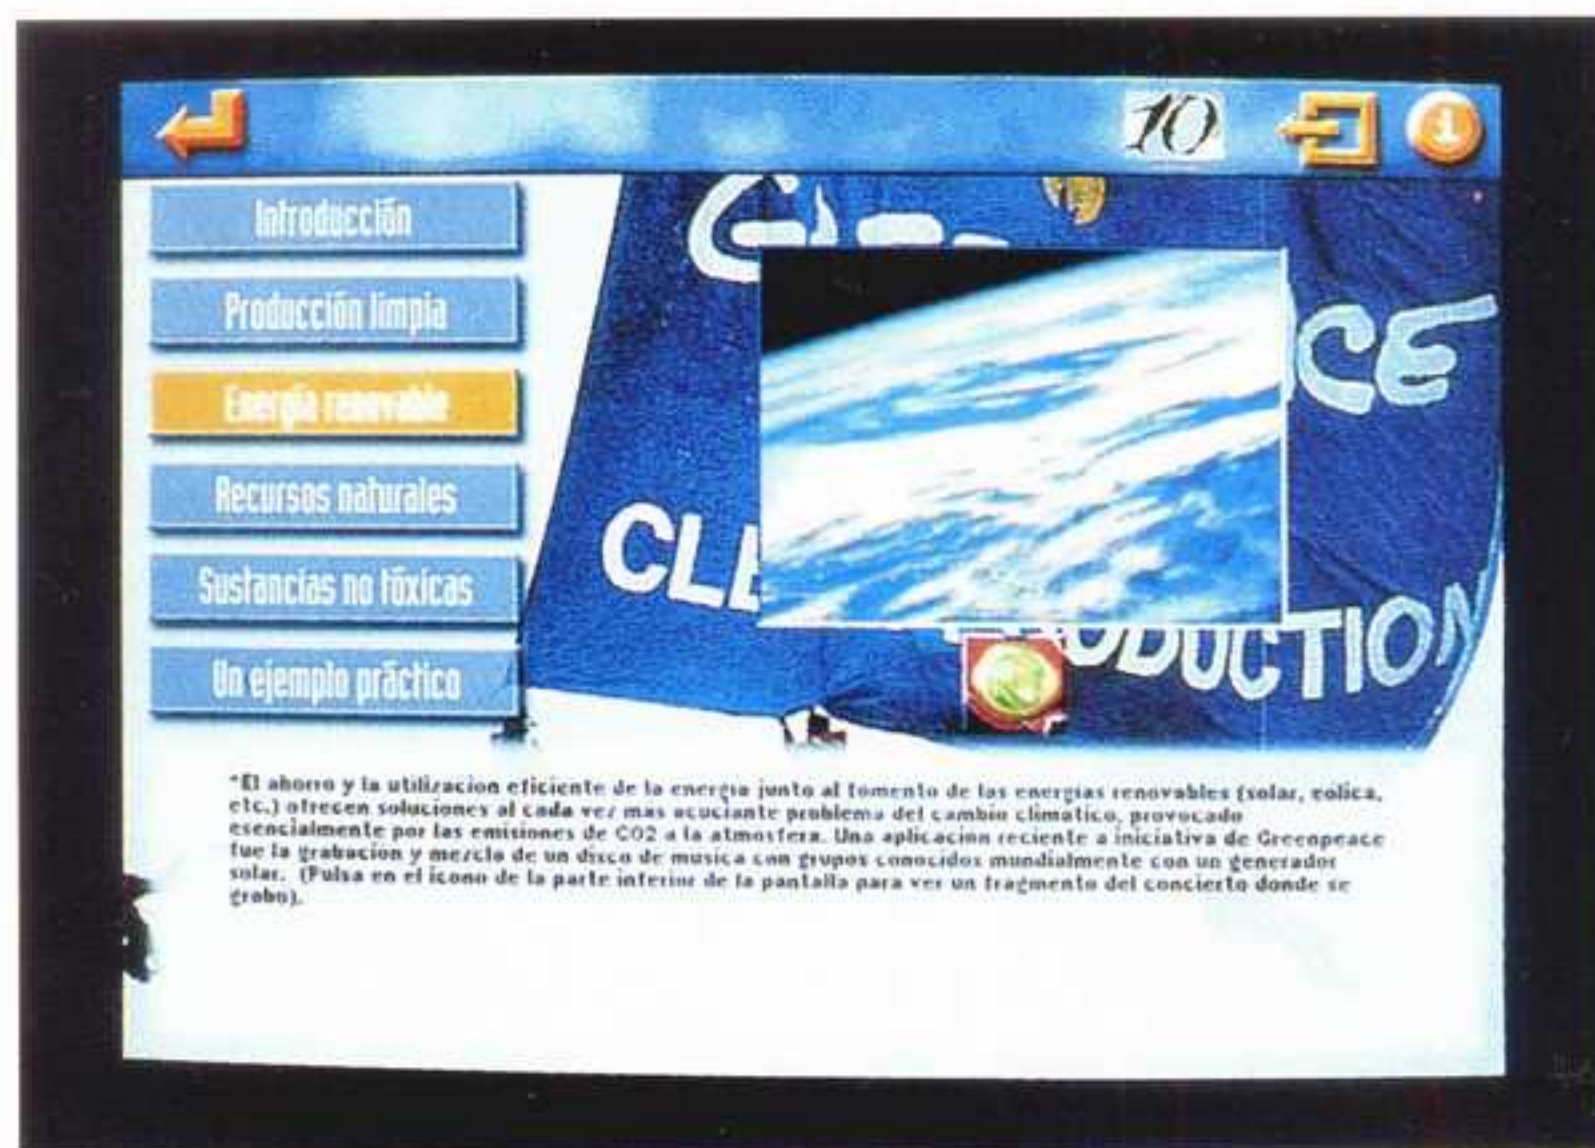 10
Introducción
Producción limpia
Energía renovable
Recursos naturales
Sustancias no tóxicas
Un ejemplo práctico
CE
CLE
PRODUCTION
"El ahorro y la utilizacion eficiente de la energia junto al fomento de las energias renovables (solar, eolica,
etc.) ofrecen soluciones al cada vez mas acuciante problema del cambio climatico, provocado
esencialmente por las emisiones de CO2 a la atmosfera. Una aplicacion reciente a iniciativa de Greenpeace
fue la grabacion y mezcla de un disco de musica con grupos conocidos mundialmente con un generador
solar. (Pulsa en el icono de la parte inferior de la pantalla para ver un fragmento del concierto donde se
grabo).